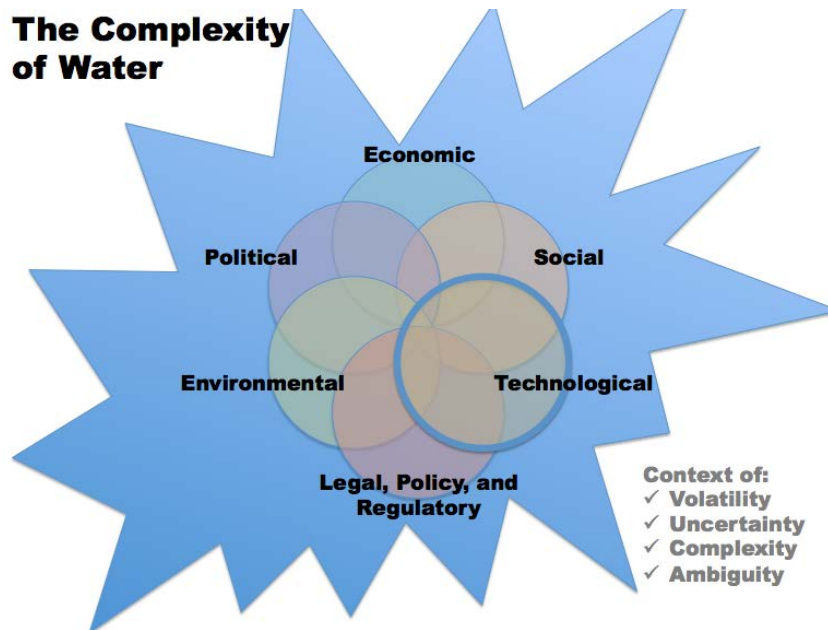 The Complexity
of Water
Economic
Political
Social
Environmental
Technological
Legal, Policy, and
Regulatory
Context of:
✓ Volatility
✓ Uncertainty
✓ Complexity
✓ Ambiguity